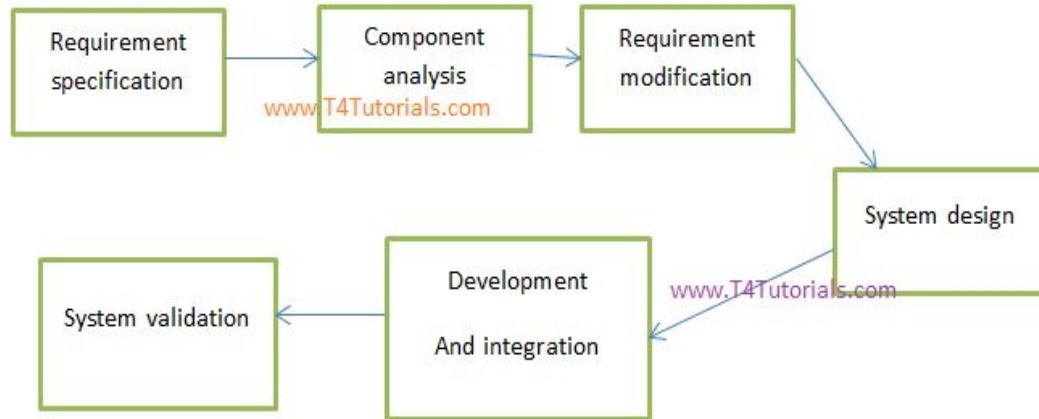 Requirement
specification
Component
analysis
www.T4Tutorials.com
Requirement
modification
System design
www.T4Tutorials.com
Development
And integration
System validation